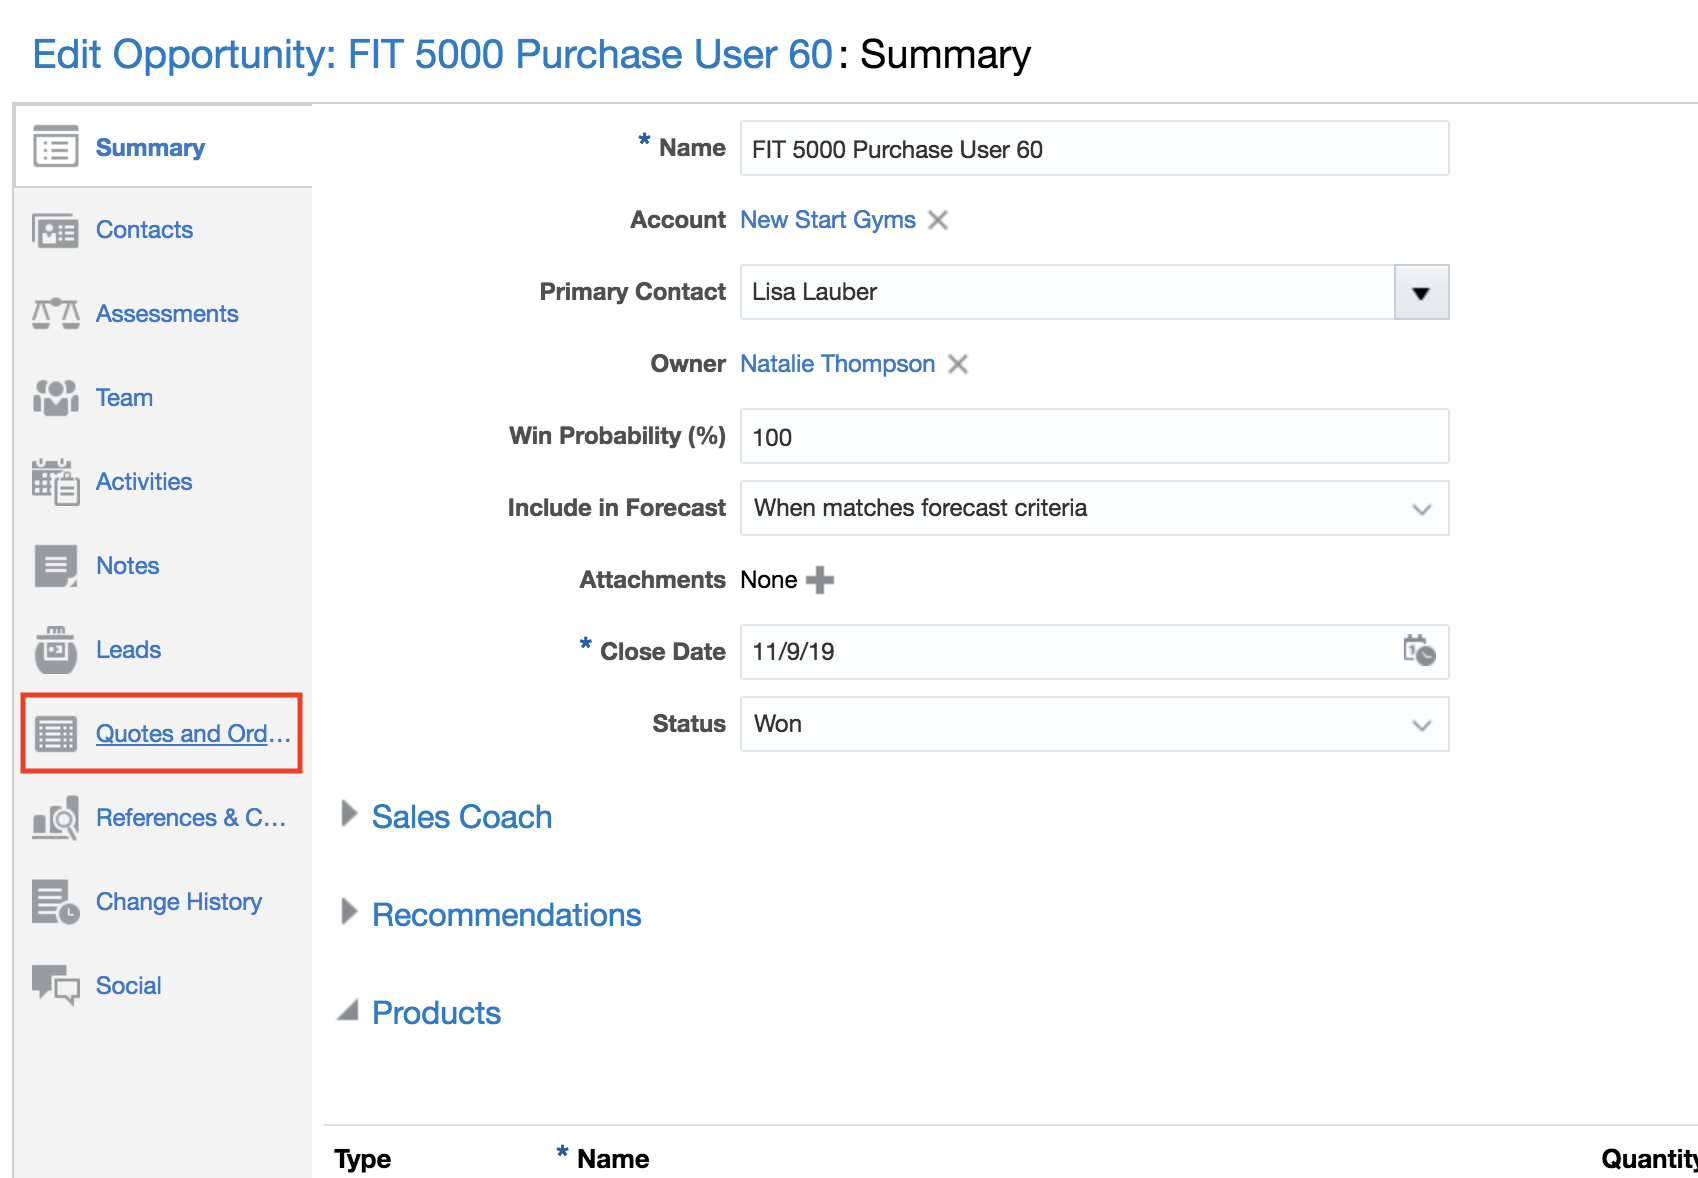 Edit Opportunity: FIT 5000 Purchase User 60: Summary
Summary
Contacts
Assessments
Team
Activities
Notes
Leads
Quotes and Ord...
References & C...
Change History
Social
* Name FIT 5000 Purchase User 60
Account New Start Gyms
Primary Contact Lisa Lauber
Owner Natalie Thompson
Win Probability (%) 100
Include in Forecast When matches forecast criteria
Attachments None
* Close Date 11/9/19
Status Won
Sales Coach
Recommendations
Products
Type * Name Quantity